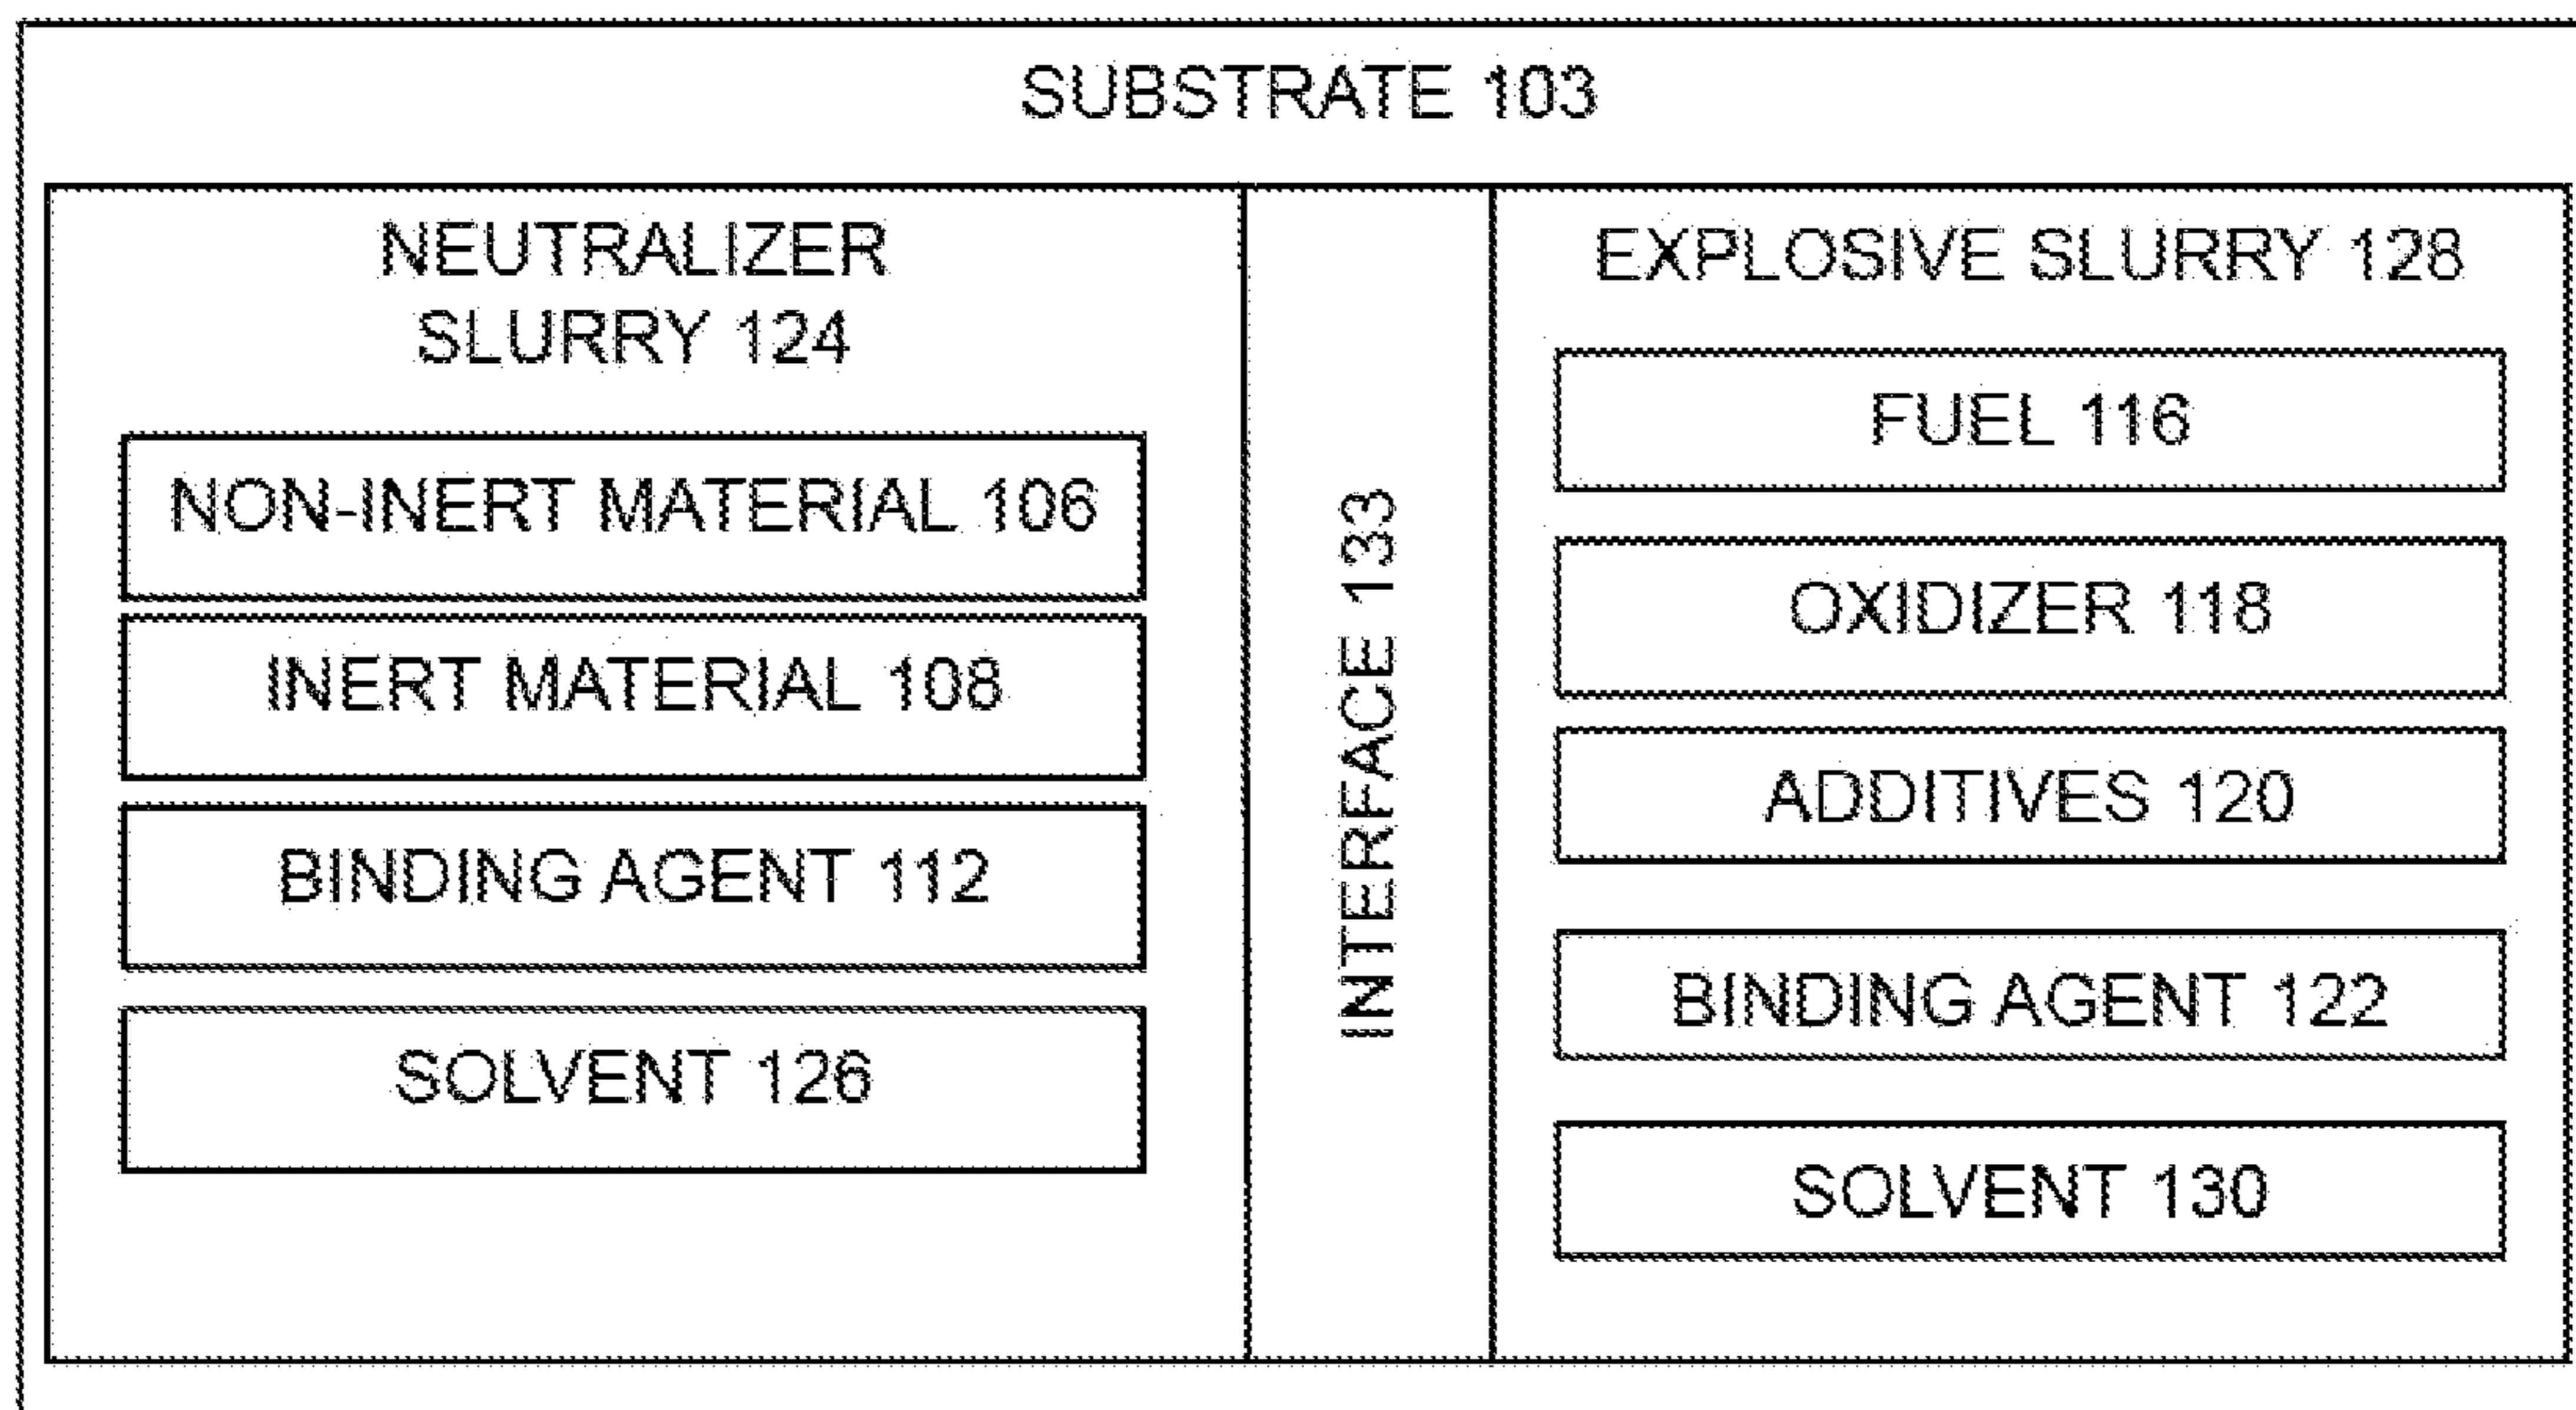 SUBSTRATE 103
NEUTRALIZER
SLURRY 124
NON-INERT MATERIAL 106
INERT MATERIAL 108
BINDING AGENT 112
SOLVENT 126
INTERFACE 133
EXPLOSIVE SLURRY 128
FUEL 116
OXIDIZER 118
ADDITIVES 120
BINDING AGENT 122
SOLVENT 130